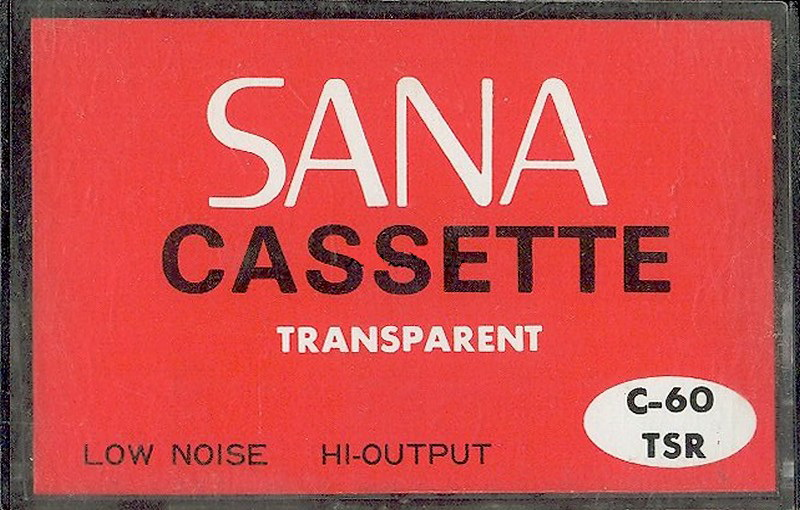 SANA
CASSETTE
TRANSPARENT
C-60
TSR
LOW NOISE HI-OUTPUT